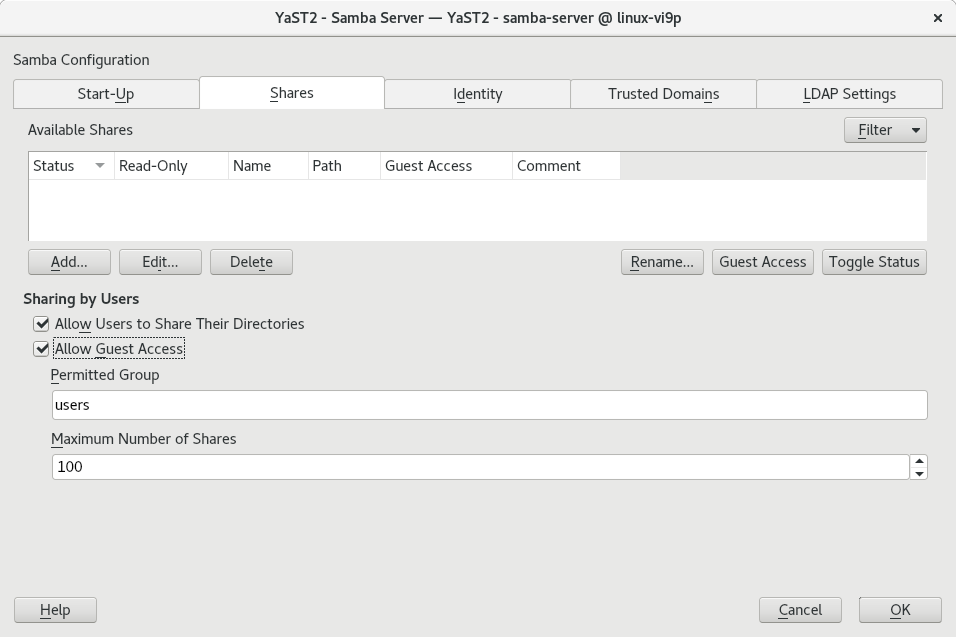 YaST2 - Samba Server — YaST2 - samba-server @ linux-vi9p
Samba Configuration
Start-Up Shares Identity Trusted Domains LDAP Settings
Available Shares Filter
Status Read-Only Name Path Guest Access Comment
Add... Edit... Delete Rename... Guest Access Toggle Status
Sharing by Users
Allow Users to Share Their Directories
Allow Guest Access
Permitted Group
users
Maximum Number of Shares
100
Help Cancel OK